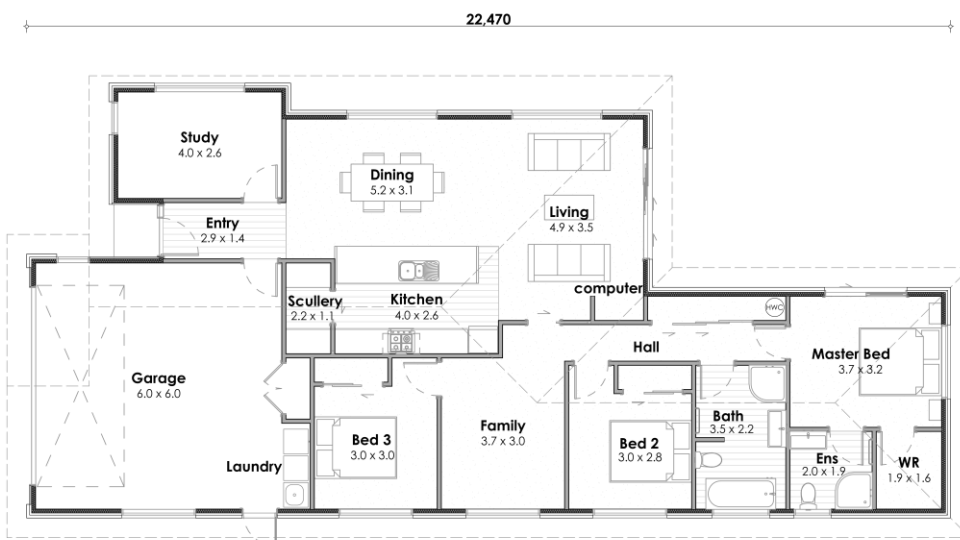 22,470
Study
4.0 x 2.6
Dining
5.2 x 3.1
Living
4.9 x 3.5
Entry
2.9 x 1.4
computer
Scullery
2.2 x 1.1
Kitchen
4.0 x 2.6
HWC
Hall
Master Bed
3.7 x 3.2
Garage
6.0 x 6.0
Bath
3.5 x 2.2
Family
3.7 x 3.0
Bed 3
3.0 x 3.0
Bed 2
3.0 x 2.8
Laundry
Ens
2.0 x 1.9
WR
1.9 x 1.6